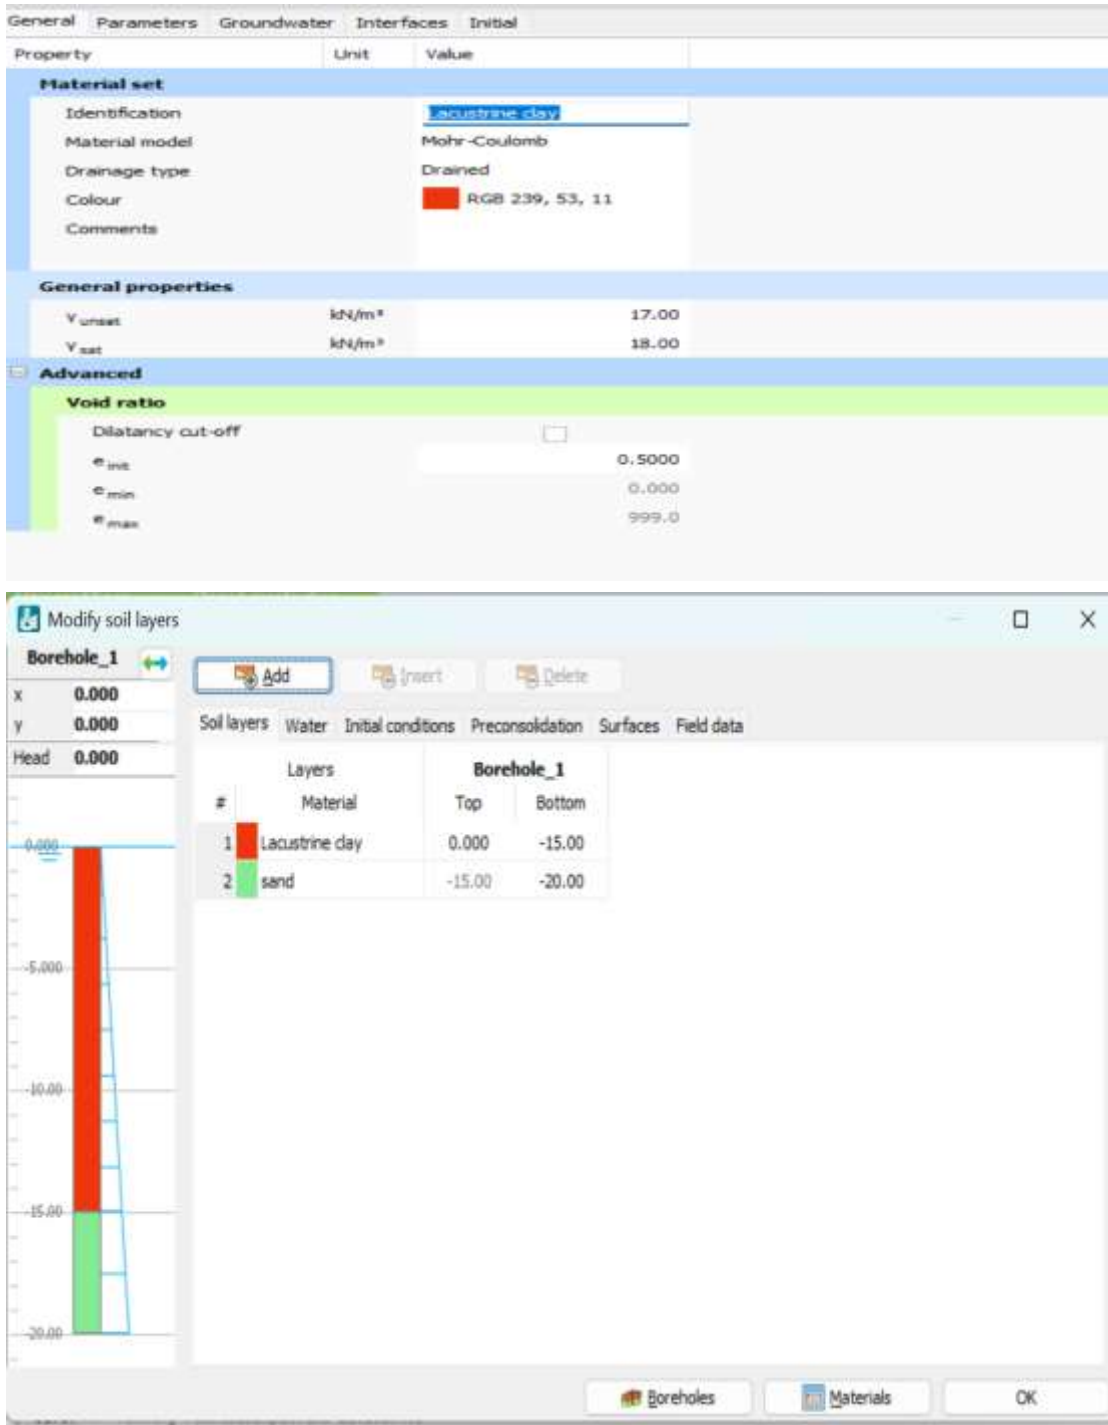 General Parameters Groundwater Interfaces Initial
Property Unit Value
Material set
Identification Lacustrine clay
Material model Mohr-Coulomb
Drainage type Drained
Colour RGB 239, 53, 11
Comments
General properties
γ unsat kN/m³ 17.00
γ sat kN/m³ 18.00
Advanced
Void ratio
Dilatancy cut-off
e init 0.5000
e min 0.000
e max 999.0
Modify soil layers
Borehole_1
x 0.000
y 0.000
Head 0.000
Add Insert Delete
Soil layers Water Initial conditions Preconsolidation Surfaces Field data
Layers Borehole_1
# Material Top Bottom
1 Lacustrine clay 0.000 -15.00
2 sand -15.00 -20.00
0.000
-5.000
-10.00
-15.00
-20.00
Boreholes Materials OK